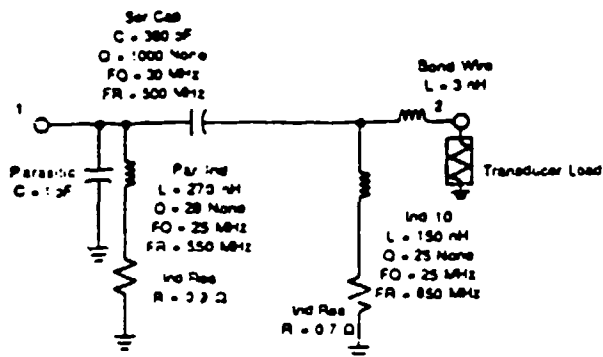 Ser Cap
C = 380 pF
Q = 1000 None
FQ = 30 MHz
FR = 500 MHz
Bond Wire
L = 3 nH
1
2
Parasitic
C = 1 pF
Par Ind
L = 270 nH
Q = 28 None
FQ = 25 MHz
FR = 550 MHz
Transducer Load
Ind 10
L = 150 nH
Q = 25 None
FQ = 25 MHz
FR = 850 MHz
Ind Res
R = Ω
Ind Res
R = 0.7 Ω